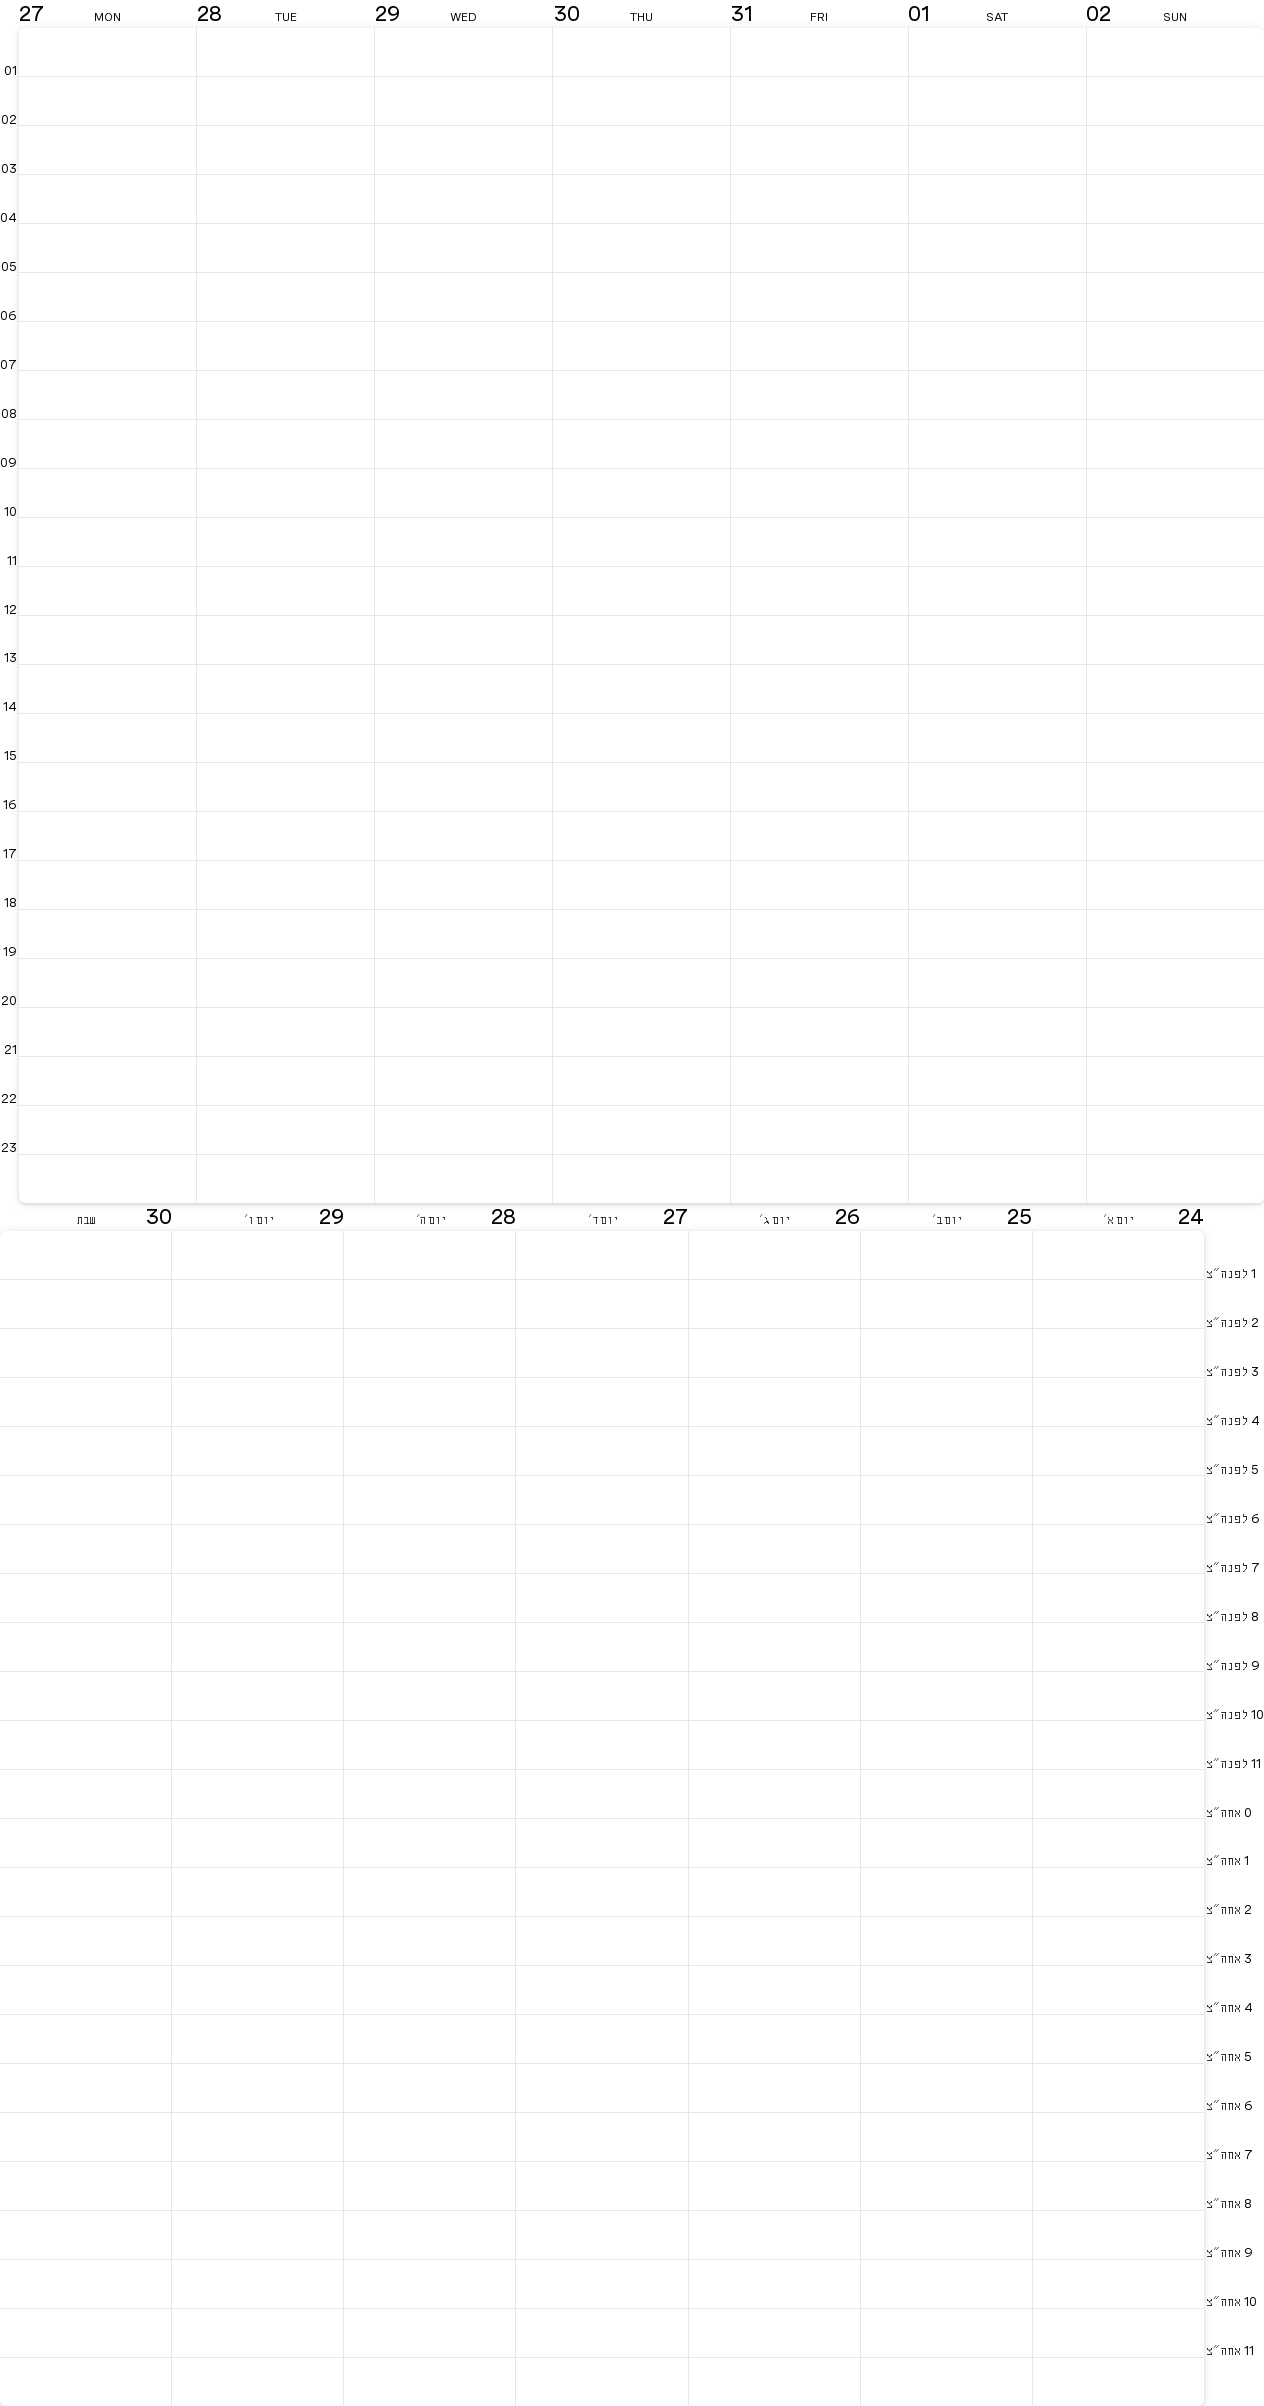 27 MON 28 TUE 29 WED 30 THU 31 FRI 01 SAT 02 SUN
01
02
03
04
05
06
07
08
09
10
11
12
13
14
15
16
17
18
19
20
21
22
23
24 יום א׳ 25 יום ב׳ 26 יום ג׳ 27 יום ד׳ 28 יום ה׳ 29 יום ו׳ 30 שבת
1 לפנה״צ
2 לפנה״צ
3 לפנה״צ
4 לפנה״צ
5 לפנה״צ
6 לפנה״צ
7 לפנה״צ
8 לפנה״צ
9 לפנה״צ
10 לפנה״צ
11 לפנה״צ
0 אחה״צ
1 אחה״צ
2 אחה״צ
3 אחה״צ
4 אחה״צ
5 אחה״צ
6 אחה״צ
7 אחה״צ
8 אחה״צ
9 אחה״צ
10 אחה״צ
11 אחה״צ